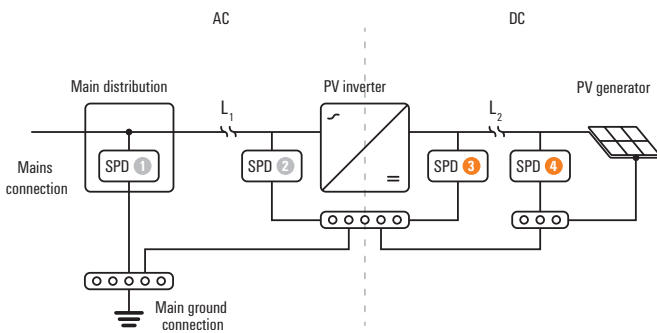 AC
DC
Main distribution
PV inverter
PV generator
L1
L2
Mains
connection
SPD 1
SPD 2
SPD 3
SPD 4
Main ground
connection